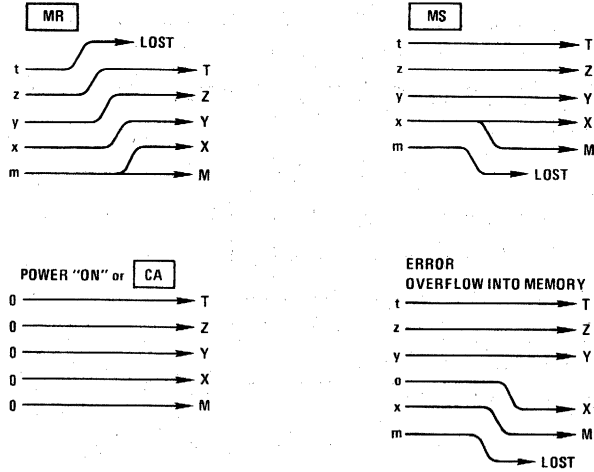 MR
LOST
t T
z Z
y Y
x X
m M
MS
t T
z Z
y Y
x X
m M
LOST
POWER "ON" or CA
0 T
0 Z
0 Y
0 X
0 M
ERROR
OVERFLOW INTO MEMORY
t T
z Z
y Y
o X
x M
m LOST